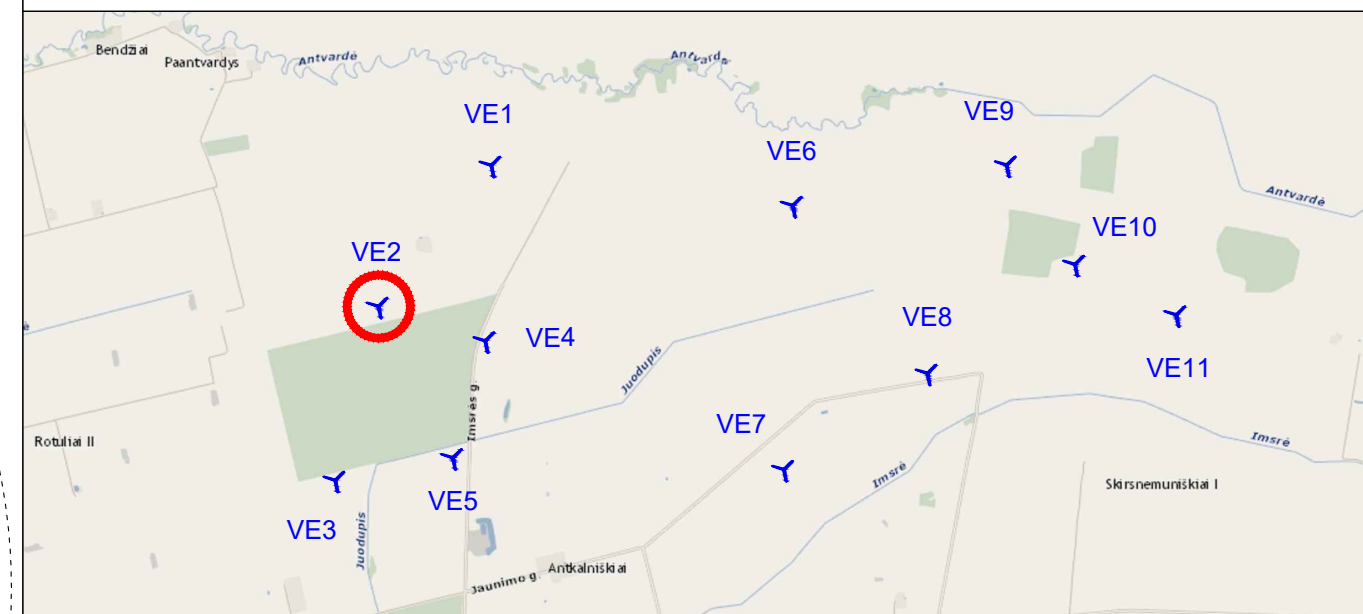 Bendžiai
Paantvardys
Antvardė
Antvardė
VE1
VE9
VE6
Antvardė
VE10
VE2
VE8
VE4
Juodupis
VE11
Imsrės g.
VE7
Rotuliai II
Imsrė
Imsrė
Skirsnemuniškiai I
VE5
VE3
Juodupis
Antkalniškiai
Jaunimo g.